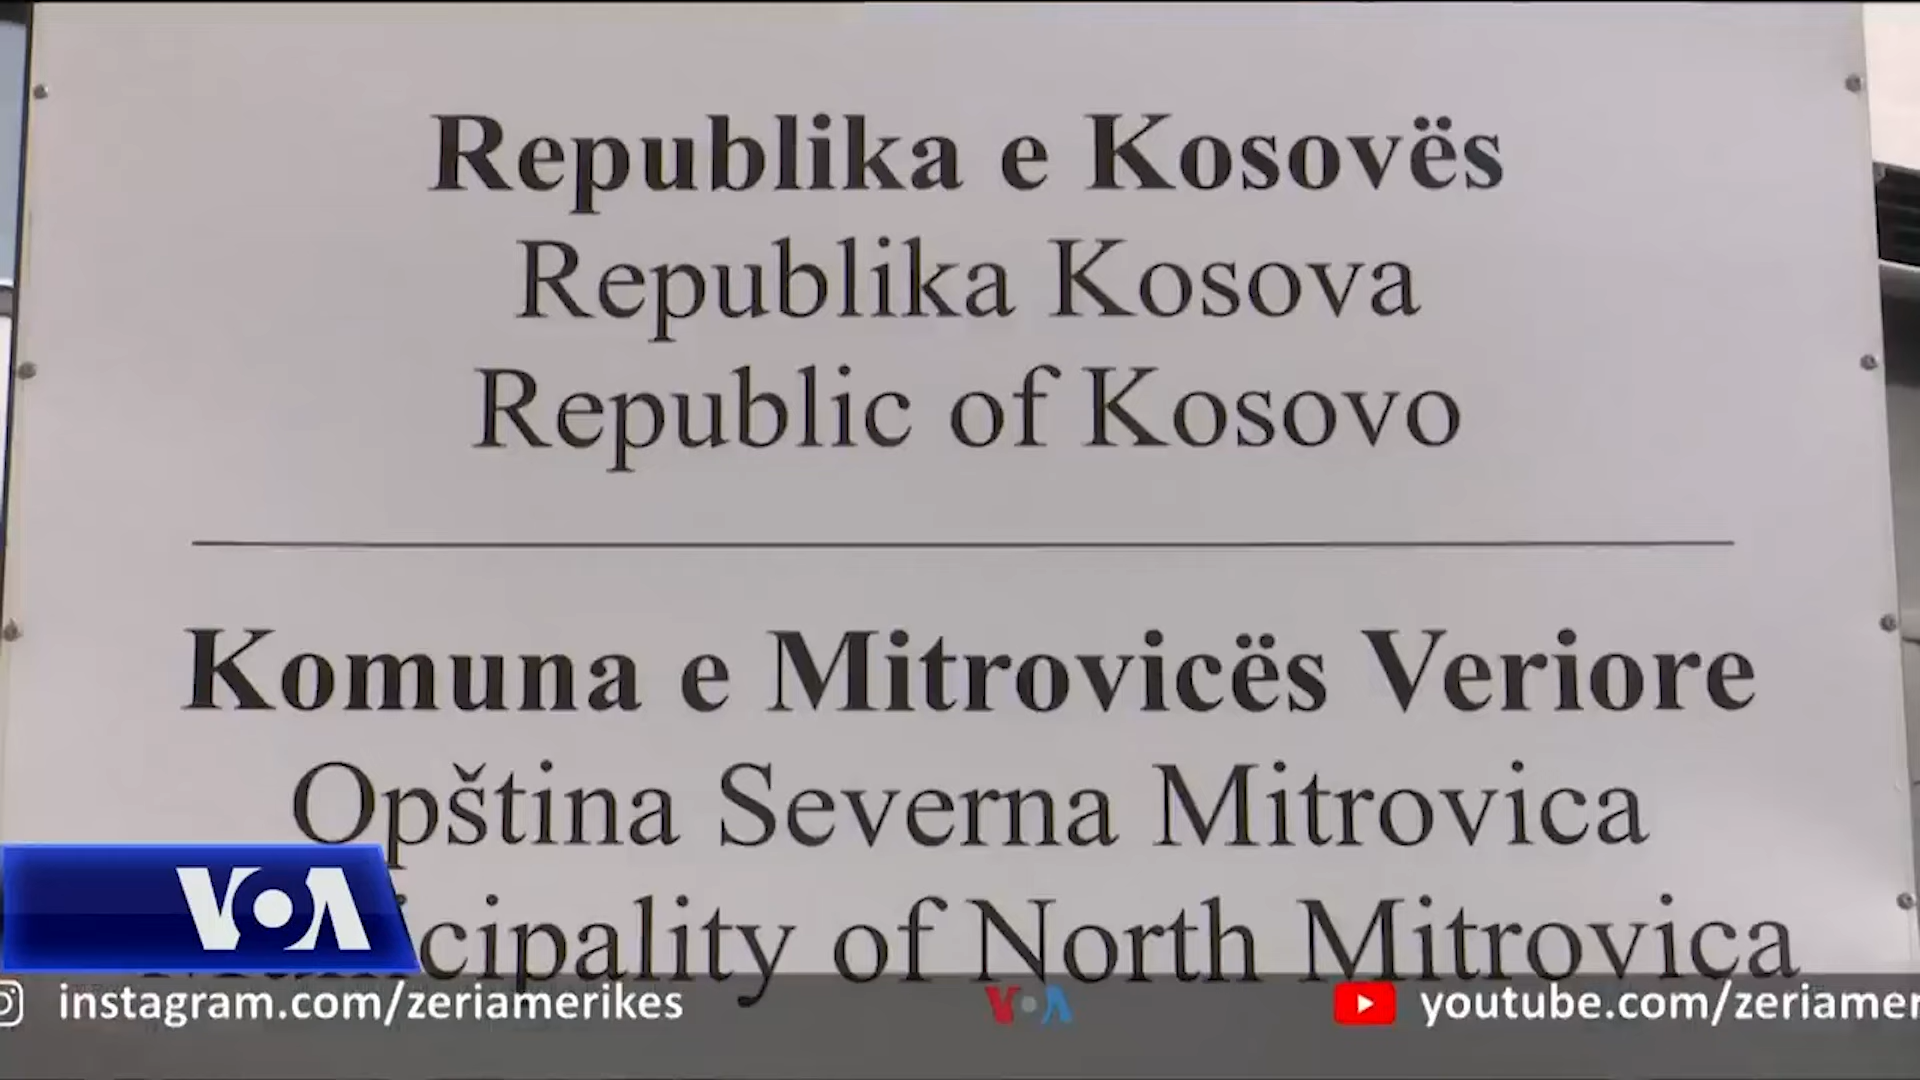 Republika e Kosovës
Republika Kosova
Republic of Kosovo
Komuna e Mitrovicës Veriore
Opština Severna Mitrovica
of North Mitrovica
VOA
instagram.com/zeriamerikes
VOA
youtube.com/zeriamer